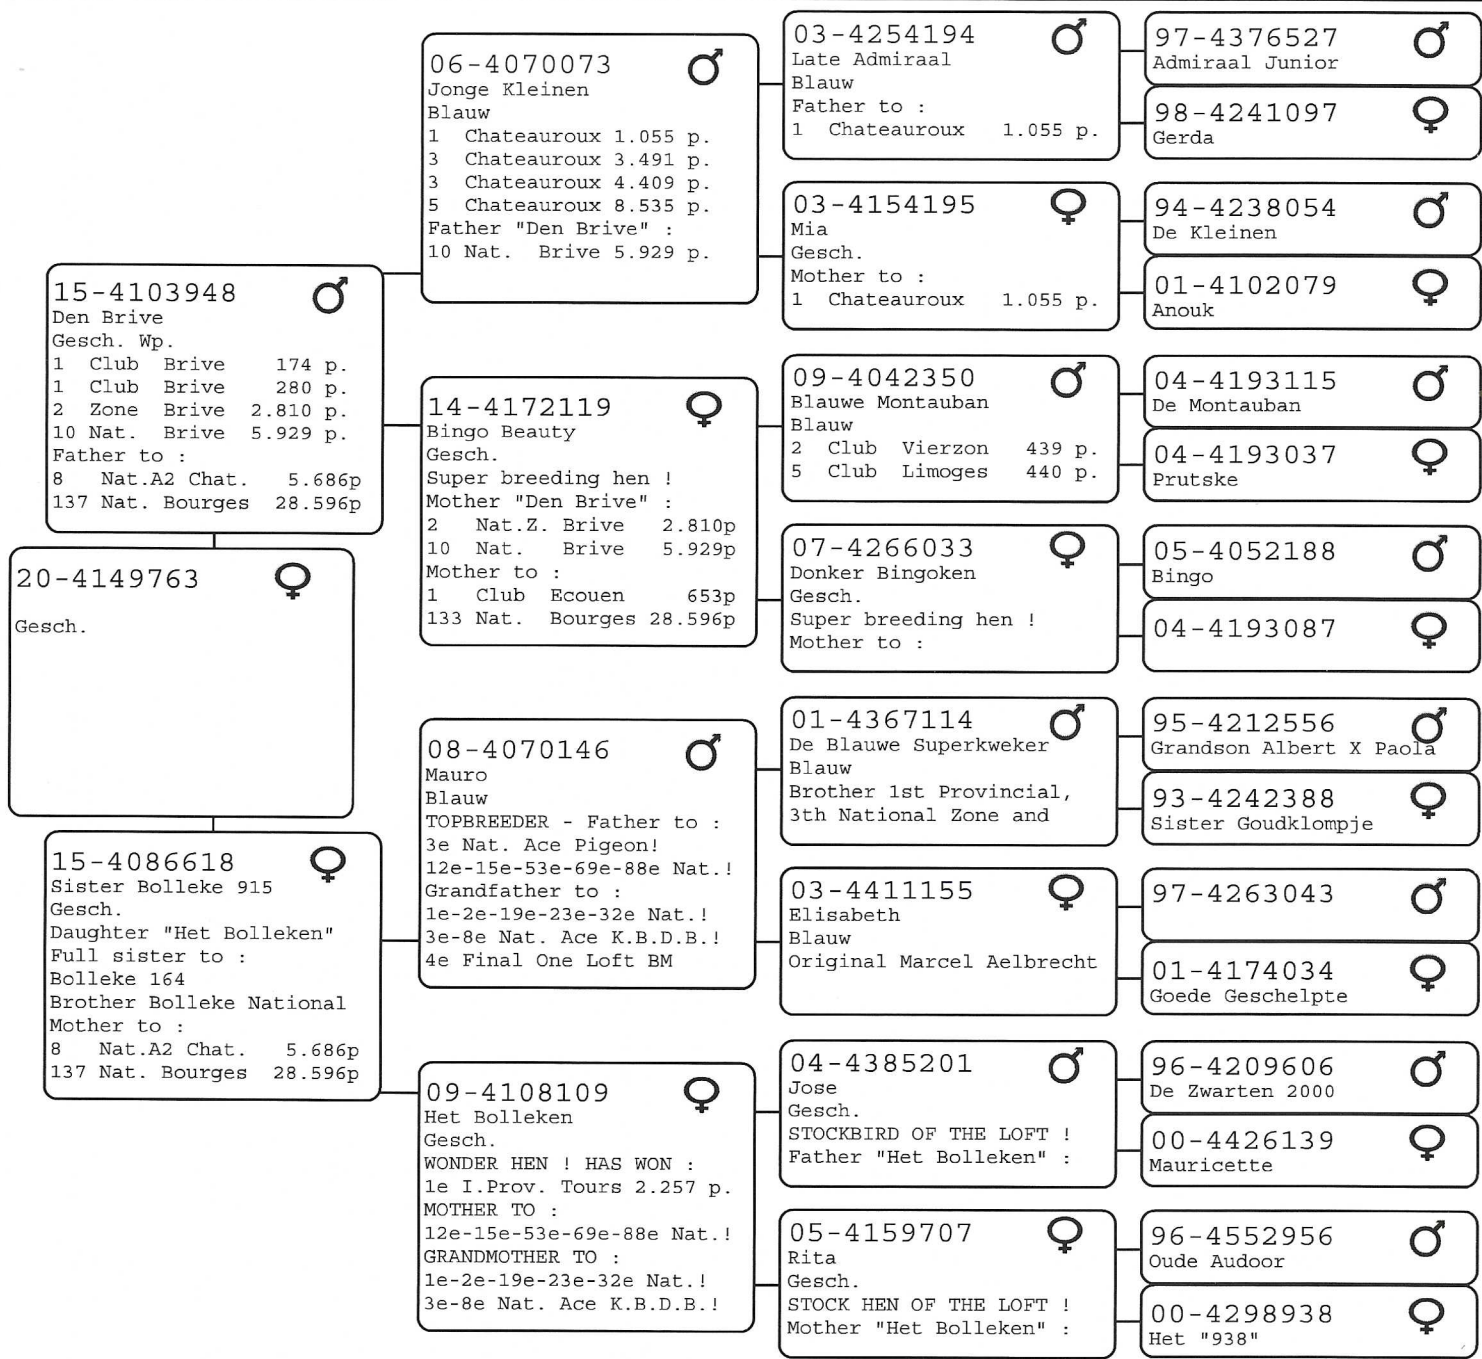 20-4149763
Gesch.
15-4103948
Den Brive
Gesch. Wp.
1 Club Brive 174 p.
1 Club Brive 280 p.
2 Zone Brive 2.810 p.
10 Nat. Brive 5.929 p.
Father to :
8 Nat.A2 Chat. 5.686p
137 Nat. Bourges 28.596p
15-4086618
Sister Bolleke 915
Gesch.
Daughter "Het Bolleken"
Full sister to :
Bolleke 164
Brother Bolleke National
Mother to :
8 Nat.A2 Chat. 5.686p
137 Nat. Bourges 28.596p
06-4070073
Jonge Kleinen
Blauw
1 Chateauroux 1.055 p.
3 Chateauroux 3.491 p.
3 Chateauroux 4.409 p.
5 Chateauroux 8.535 p.
Father "Den Brive" :
10 Nat. Brive 5.929 p.
14-4172119
Bingo Beauty
Gesch.
Super breeding hen !
Mother "Den Brive" :
2 Nat.Z. Brive 2.810p
10 Nat. Brive 5.929p
Mother to :
1 Club Ecouen 653p
133 Nat. Bourges 28.596p
08-4070146
Mauro
Blauw
TOPBREEDER - Father to :
3e Nat. Ace Pigeon!
12e-15e-53e-69e-88e Nat.!
Grandfather to :
1e-2e-19e-23e-32e Nat.!
3e-8e Nat. Ace K.B.D.B.!
4e Final One Loft BM
09-4108109
Het Bolleken
Gesch.
WONDER HEN ! HAS WON :
1e I.Prov. Tours 2.257 p.
MOTHER TO :
12e-15e-53e-69e-88e Nat.!
GRANDMOTHER TO :
1e-2e-19e-23e-32e Nat.!
3e-8e Nat. Ace K.B.D.B.!
03-4254194
Late Admiraal
Blauw
Father to :
1 Chateauroux 1.055 p.
03-4154195
Mia
Gesch.
Mother to :
1 Chateauroux 1.055 p.
09-4042350
Blauwe Montauban
Blauw
2 Club Vierzon 439 p.
5 Club Limoges 440 p.
07-4266033
Donker Bingoken
Gesch.
Super breeding hen !
Mother to :
01-4367114
De Blauwe Superkweker
Blauw
Brother 1st Provincial,
3th National Zone and
03-4411155
Elisabeth
Blauw
Original Marcel Aelbrecht
04-4385201
Jose
Gesch.
STOCKBIRD OF THE LOFT !
Father "Het Bolleken" :
05-4159707
Rita
Gesch.
STOCK HEN OF THE LOFT !
Mother "Het Bolleken" :
97-4376527
Admiraal Junior
98-4241097
Gerda
94-4238054
De Kleinen
01-4102079
Anouk
04-4193115
De Montauban
04-4193037
Prutske
05-4052188
Bingo
04-4193087
95-4212556
Grandson Albert X Paola
93-4242388
Sister Goudklompje
97-4263043
01-4174034
Goede Geschelpte
96-4209606
De Zwarten 2000
00-4426139
Mauricette
96-4552956
Oude Audoor
00-4298938
Het "938"